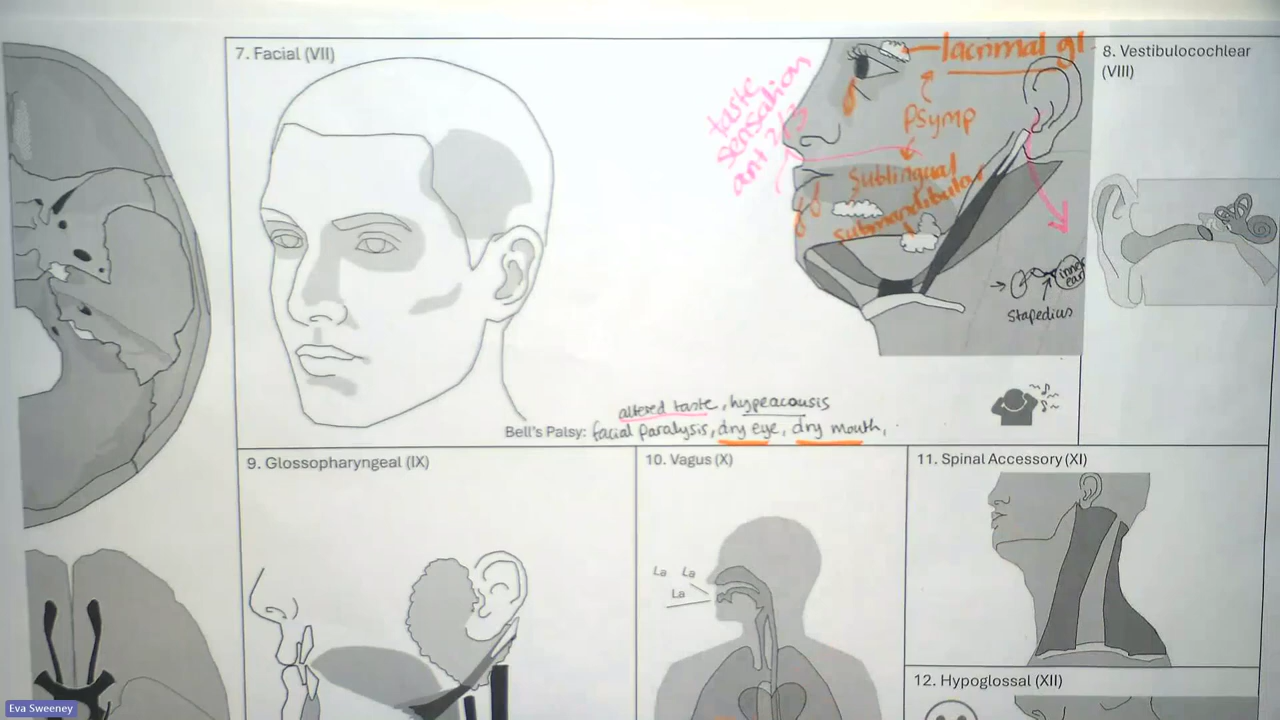 7. Facial (VII)
taste
sensation
ant 2/3
lacrimal gl
Psymp
Sublingual
Submandibular
inner
ear
Stapedius
altered taste, hypeacousis
Bell's Palsy: facial paralysis, dry eye, dry mouth,
8. Vestibulocochlear
(VIII)
9. Glossopharyngeal (IX)
10. Vagus (X)
La La
La
11. Spinal Accessory (XI)
12. Hypoglossal (XII)
Eva Sweeney